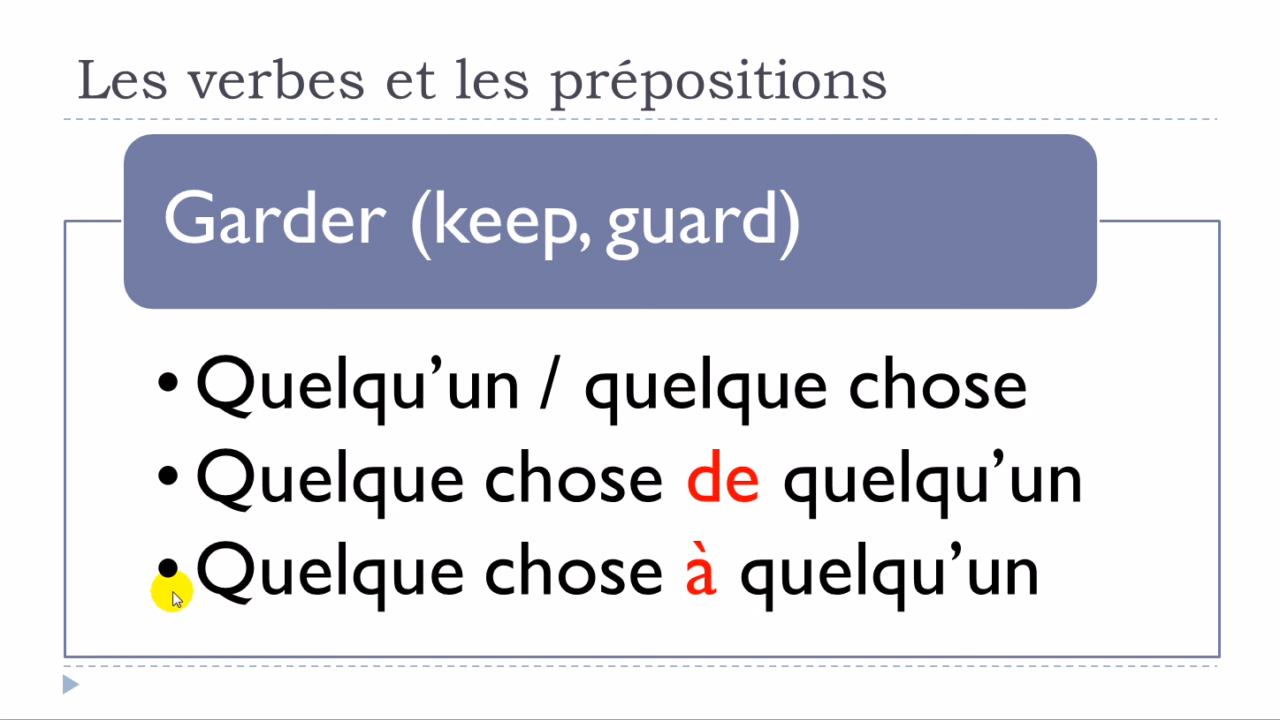 Les verbes et les prépositions
Garder (keep, guard)
• Quelqu’un / quelque chose
• Quelque chose de quelqu’un
• Quelque chose à quelqu’un